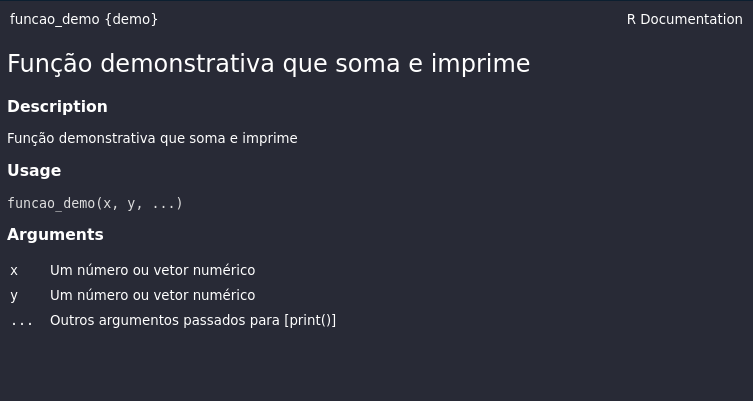 funcao_demo {demo} R Documentation
Função demonstrativa que soma e imprime
Description
Função demonstrativa que soma e imprime
Usage
funcao_demo(x, y, ...)
Arguments
x Um número ou vetor numérico
y Um número ou vetor numérico
... Outros argumentos passados para [print()]